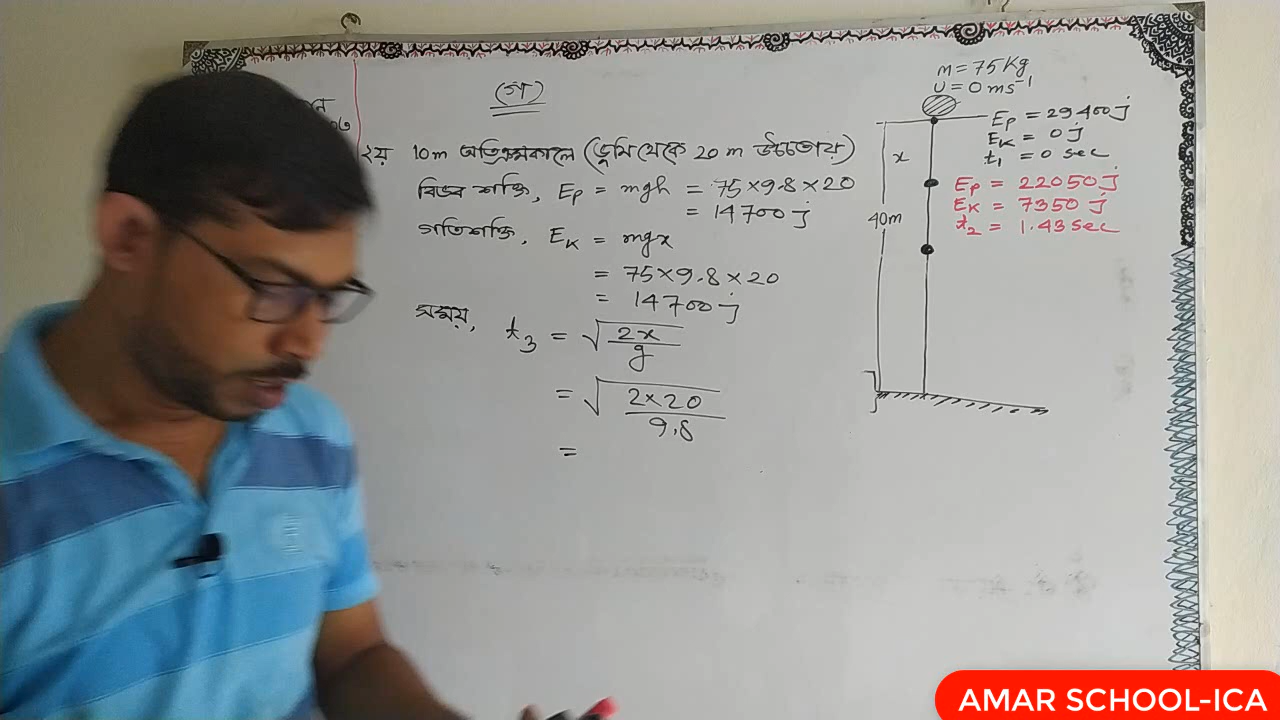 (গ)
২য় 10m অতিক্রমকালে (ভূমি থেকে 20 m উচ্চতায়)
বিভব শক্তি, Ep = mgh = 75×9.8×20
= 14700 j
গতিশক্তি, EK = mgx
= 75×9.8×20
= 14700 j
সময়, t3 = √2x/g
= √2×20/9.8
=
m = 75 Kg
U = 0 ms⁻¹
Ep = 29400 j
EK = 0 j
t1 = 0 sec
x
Ep = 22050 j
EK = 7350 j
t2 = 1.43 sec
40m
AMAR SCHOOL-ICA